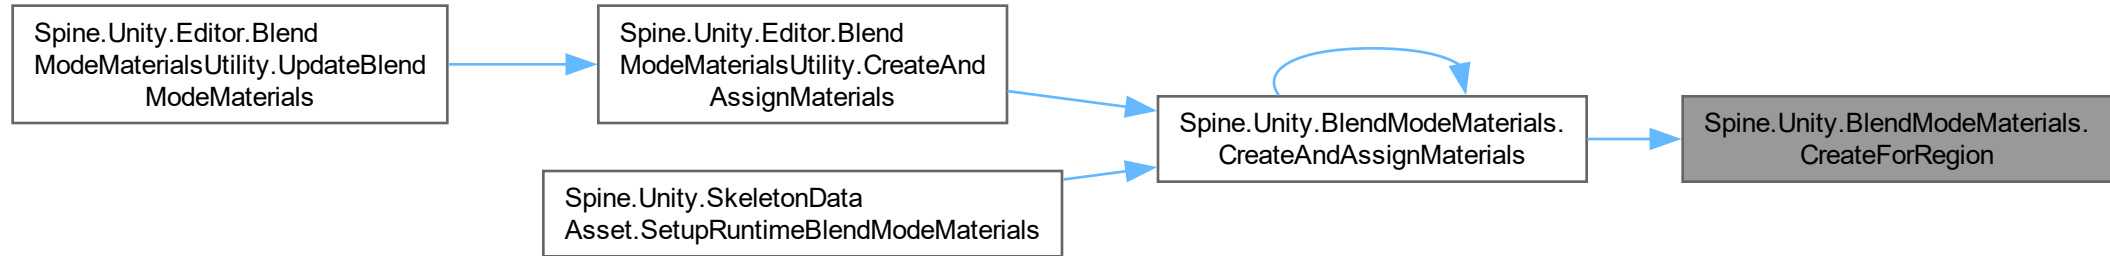 Spine.Unity.Editor.Blend
ModeMaterialsUtility.UpdateBlend
ModeMaterials
Spine.Unity.Editor.Blend
ModeMaterialsUtility.CreateAnd
AssignMaterials
Spine.Unity.SkeletonData
Asset.SetupRuntimeBlendModeMaterials
Spine.Unity.BlendModeMaterials.
CreateAndAssignMaterials
Spine.Unity.BlendModeMaterials.
CreateForRegion